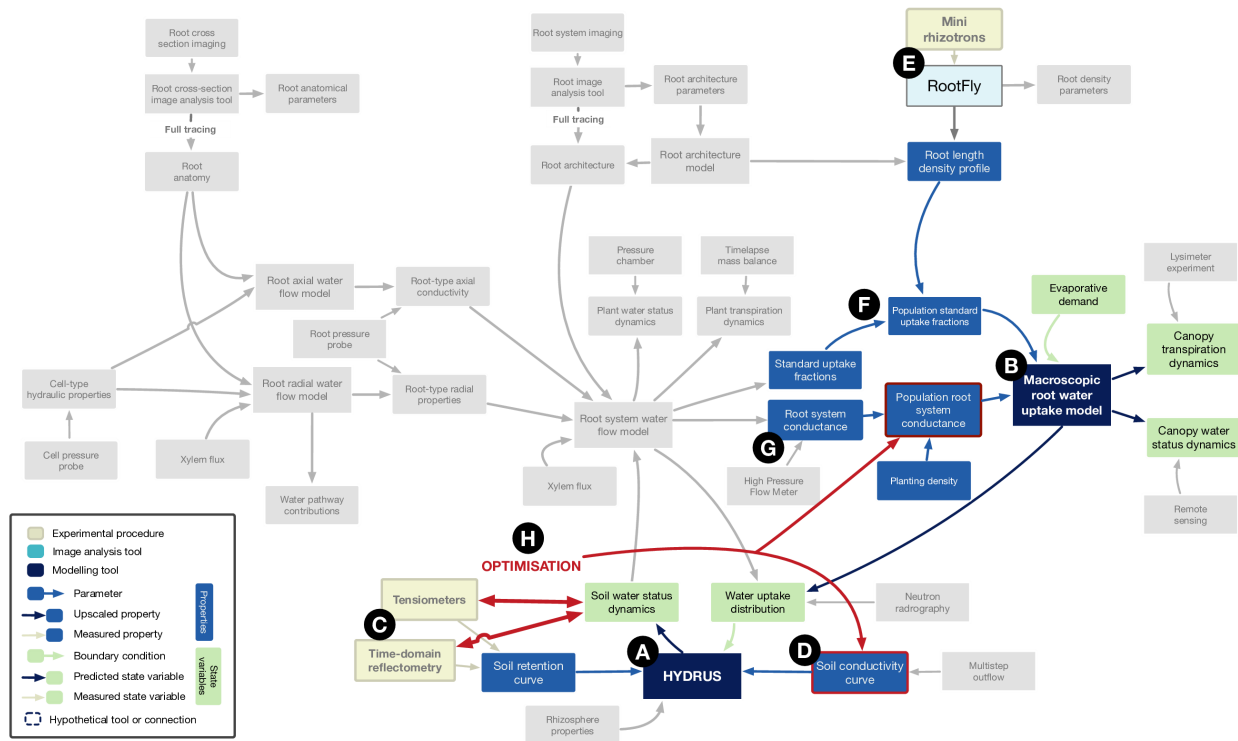 Root cross
section imaging
Root cross-section
image analysis tool
Root anatomical
parameters
Full tracing
Root
anatomy
Root system imaging
Root image
analysis tool
Root architecture
parameters
Full tracing
Root architecture
Root architecture
model
Mini
rhizotrons
E
RootFly
Root density
parameters
Root length
density profile
Root axial water
flow model
Root-type axial
conductivity
Root pressure
probe
Cell-type
hydraulic properties
Root radial water
flow model
Root-type radial
properties
Cell pressure
probe
Xylem flux
Water pathway
contributions
Pressure
chamber
Timelapse
mass balance
Plant water status
dynamics
Plant transpiration
dynamics
Root system water
flow model
Xylem flux
F
Population standard
uptake fractions
Standard uptake
fractions
Root system
conductance
G
High Pressure
Flow Meter
Population root
system
conductance
Planting density
Evaporative
demand
Lysimeter
experiment
B
Macroscopic
root water
uptake model
Canopy
transpiration
dynamics
Canopy water
status dynamics
Remote
sensing
H
OPTIMISATION
Tensiometers
C
Time-domain
reflectometry
Soil water status
dynamics
Water uptake
distribution
Neutron
radrography
Soil retention
curve
A
HYDRUS
D
Soil conductivity
curve
Multistep
outflow
Rhizosphere
properties
Experimental procedure
Image analysis tool
Modelling tool
Parameter
Upscaled property
Measured property
Properties
Boundary condition
Predicted state variable
Measured state variable
State
variables
Hypothetical tool or connection